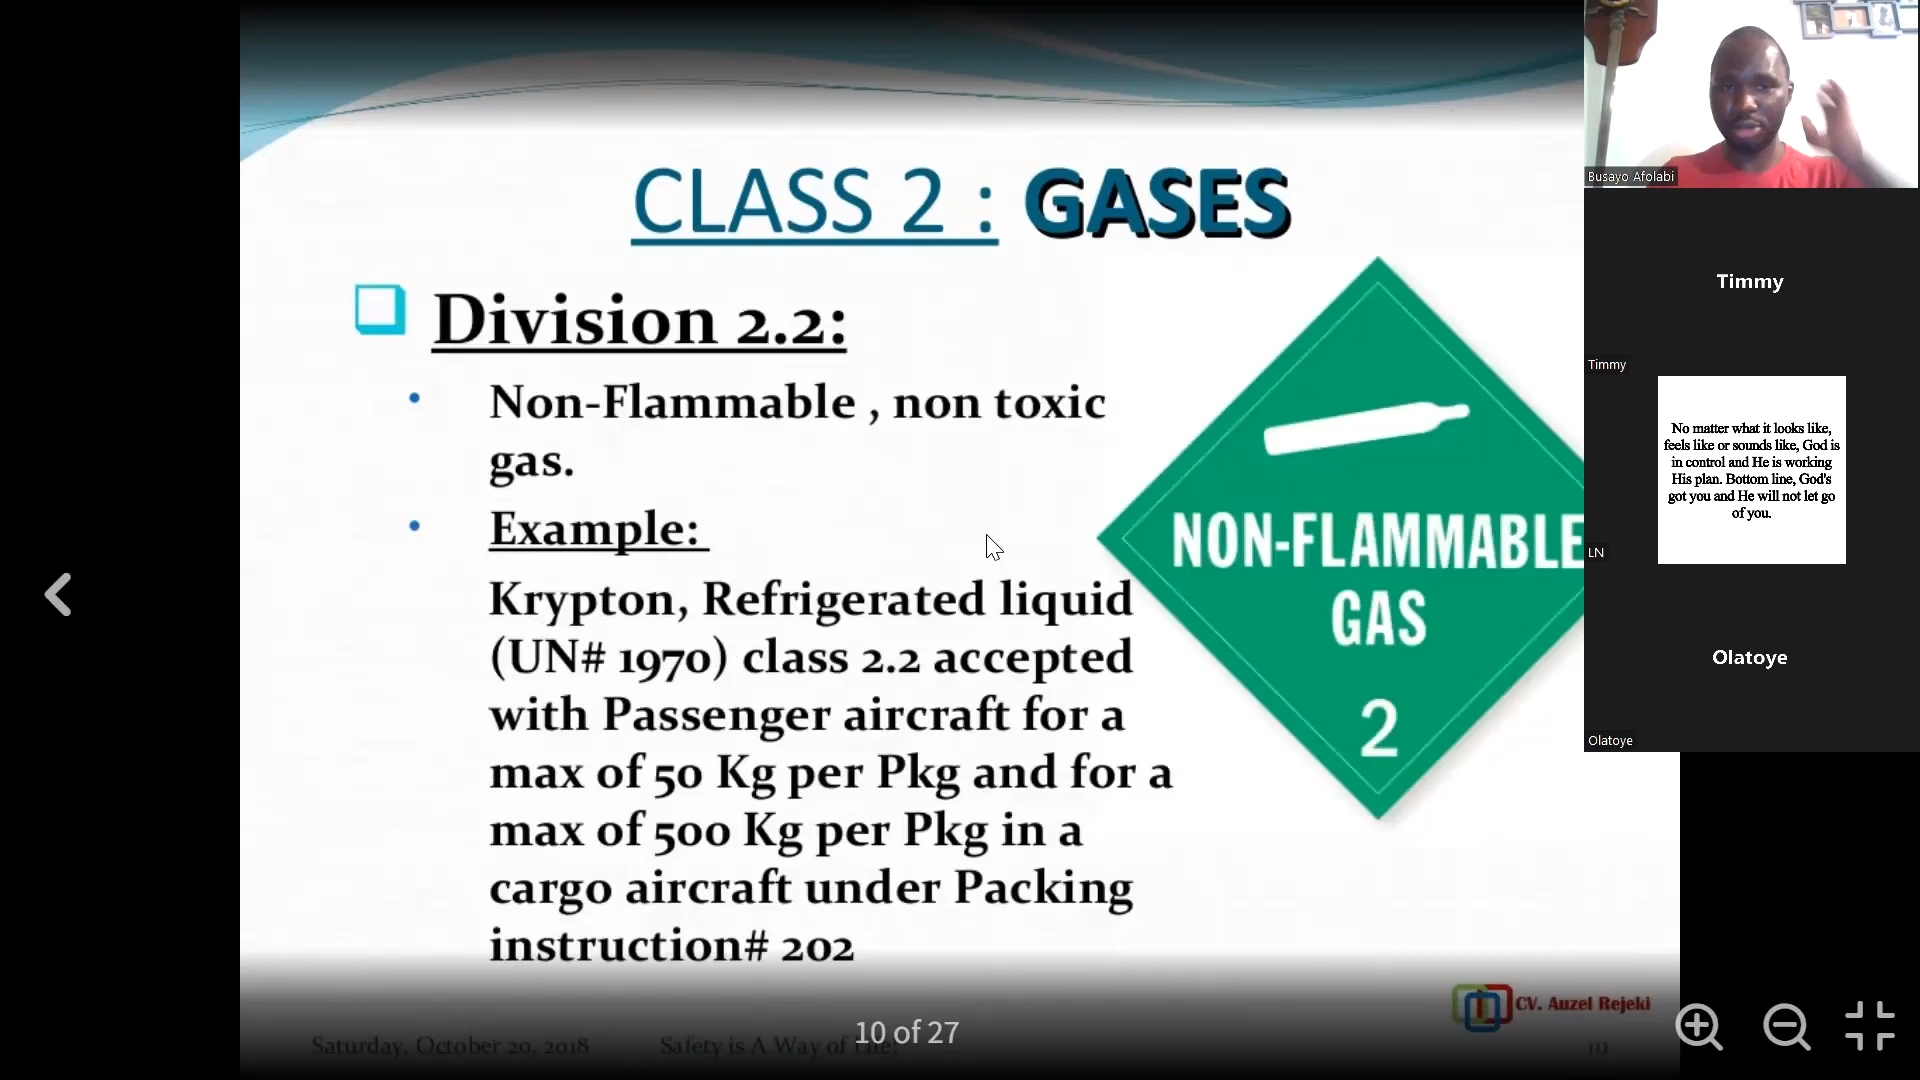 CLASS 2 : GASES
Division 2.2:
Non-Flammable , non toxic
gas.
Example:
Krypton, Refrigerated liquid
(UN# 1970) class 2.2 accepted
with Passenger aircraft for a
max of 50 Kg per Pkg and for a
max of 500 Kg per Pkg in a
cargo aircraft under Packing
instruction# 202
NON-FLAMMABLE
GAS
2
CV. Auzel Rejeki
Saturday, October 20, 2018
Safety is A Way of Life!
10 of 27
10
Busayo Afolabi
Timmy
Timmy
No matter what it looks like,
feels like or sounds like, God is
in control and He is working
His plan. Bottom line, God's
got you and He will not let go
of you.
LN
Olatoye
Olatoye